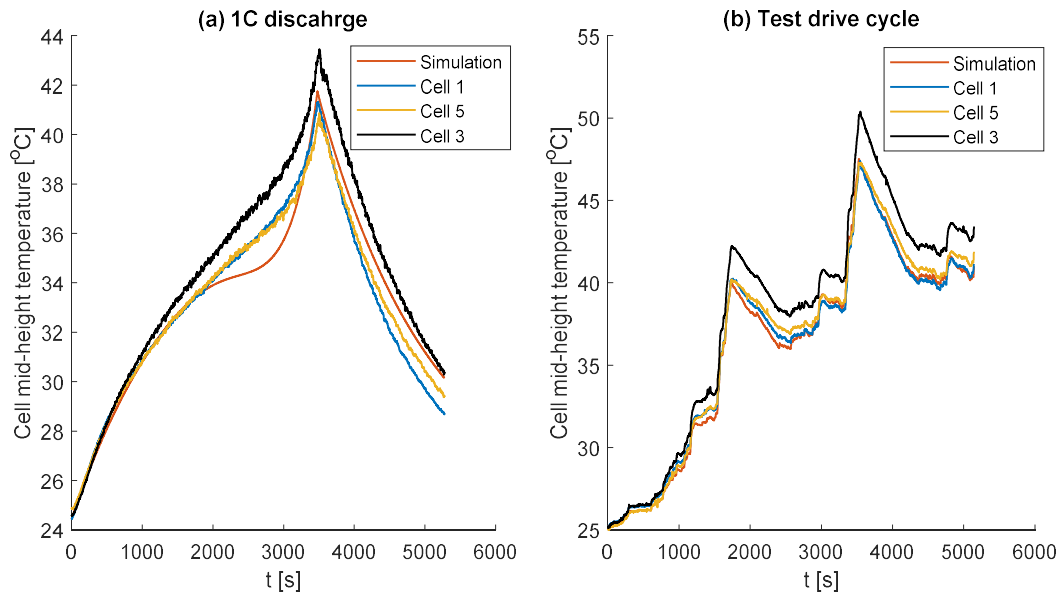 (a) 1C discahrge
Cell mid-height temperature [°C]
44
42
40
38
36
34
32
30
28
26
24
0
1000
2000
3000
4000
5000
6000
t [s]
Simulation
Cell 1
Cell 5
Cell 3
(b) Test drive cycle
Cell mid-height temperature [°C]
55
50
45
40
35
30
25
0
1000
2000
3000
4000
5000
6000
t [s]
Simulation
Cell 1
Cell 5
Cell 3